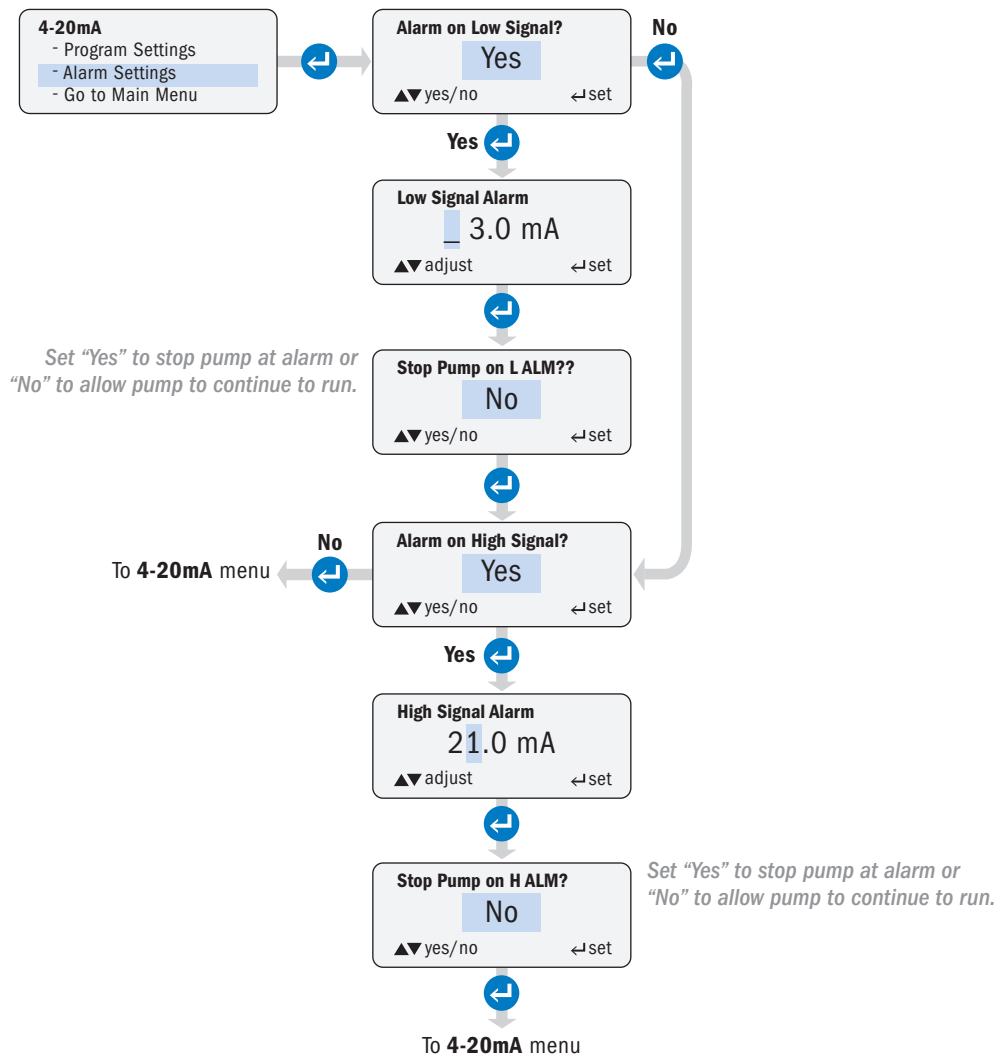 4-20mA
- Program Settings
- Alarm Settings
- Go to Main Menu
Alarm on Low Signal?
Yes
▲▼ yes/no ↵ set
No
Yes
Low Signal Alarm
_ 3.0 mA
▲▼ adjust ↵ set
Set “Yes” to stop pump at alarm or
“No” to allow pump to continue to run.
Stop Pump on L ALM??
No
▲▼ yes/no ↵ set
Alarm on High Signal?
Yes
▲▼ yes/no ↵ set
No
To 4-20mA menu
Yes
High Signal Alarm
21.0 mA
▲▼ adjust ↵ set
Stop Pump on H ALM?
No
▲▼ yes/no ↵ set
Set “Yes” to stop pump at alarm or
“No” to allow pump to continue to run.
To 4-20mA menu